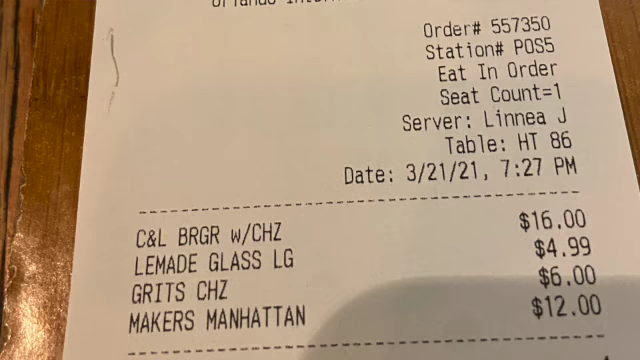 Orlando Intern
Order# 557350
Station# POS5
Eat In Order
Seat Count=1
Server: Linnea J
Table: HT 86
Date: 3/21/21, 7:27 PM
C&L BRGR w/CHZ $16.00
LEMADE GLASS LG $4.99
GRITS CHZ $6.00
MAKERS MANHATTAN $12.00